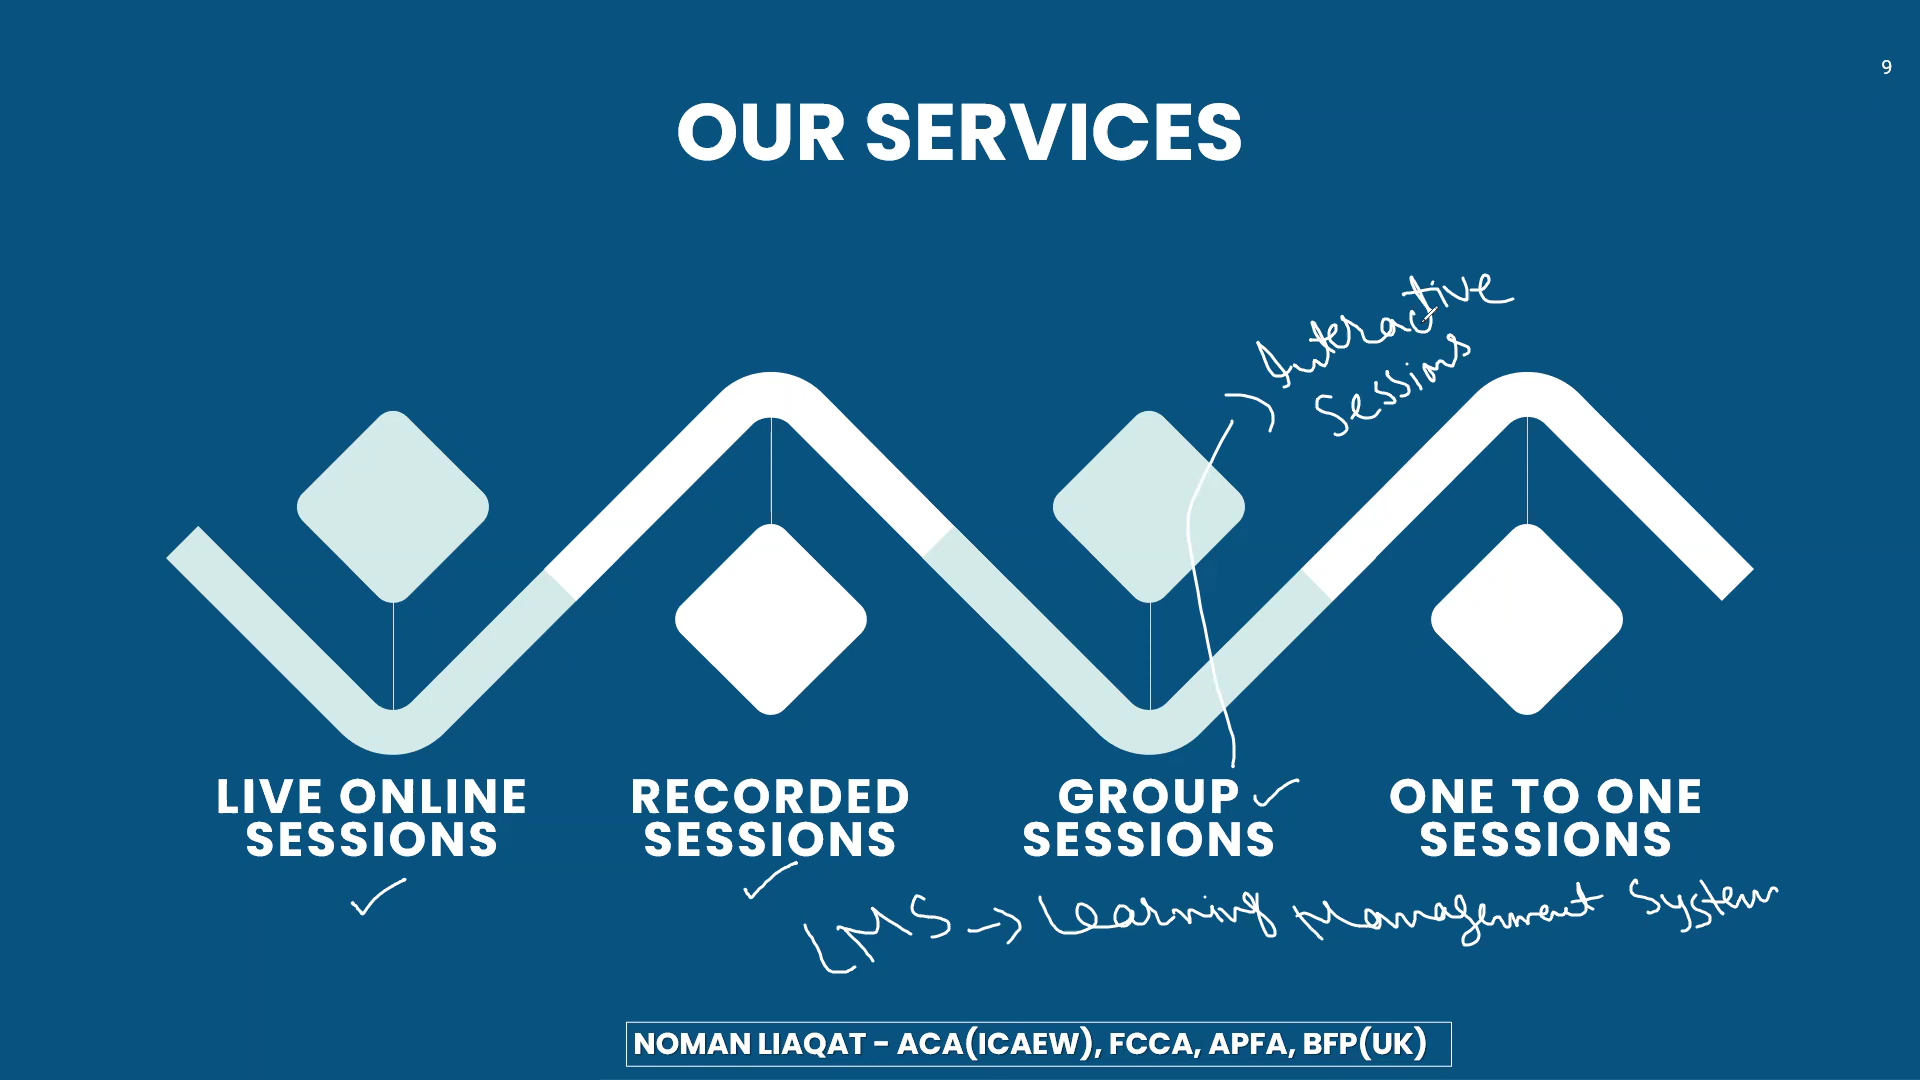 9
OUR SERVICES
Interactive
Sessions
LIVE ONLINE
SESSIONS
RECORDED
SESSIONS
GROUP
SESSIONS
ONE TO ONE
SESSIONS
LMS → Learning Management System
NOMAN LIAQAT - ACA(ICAEW), FCCA, APFA, BFP(UK)